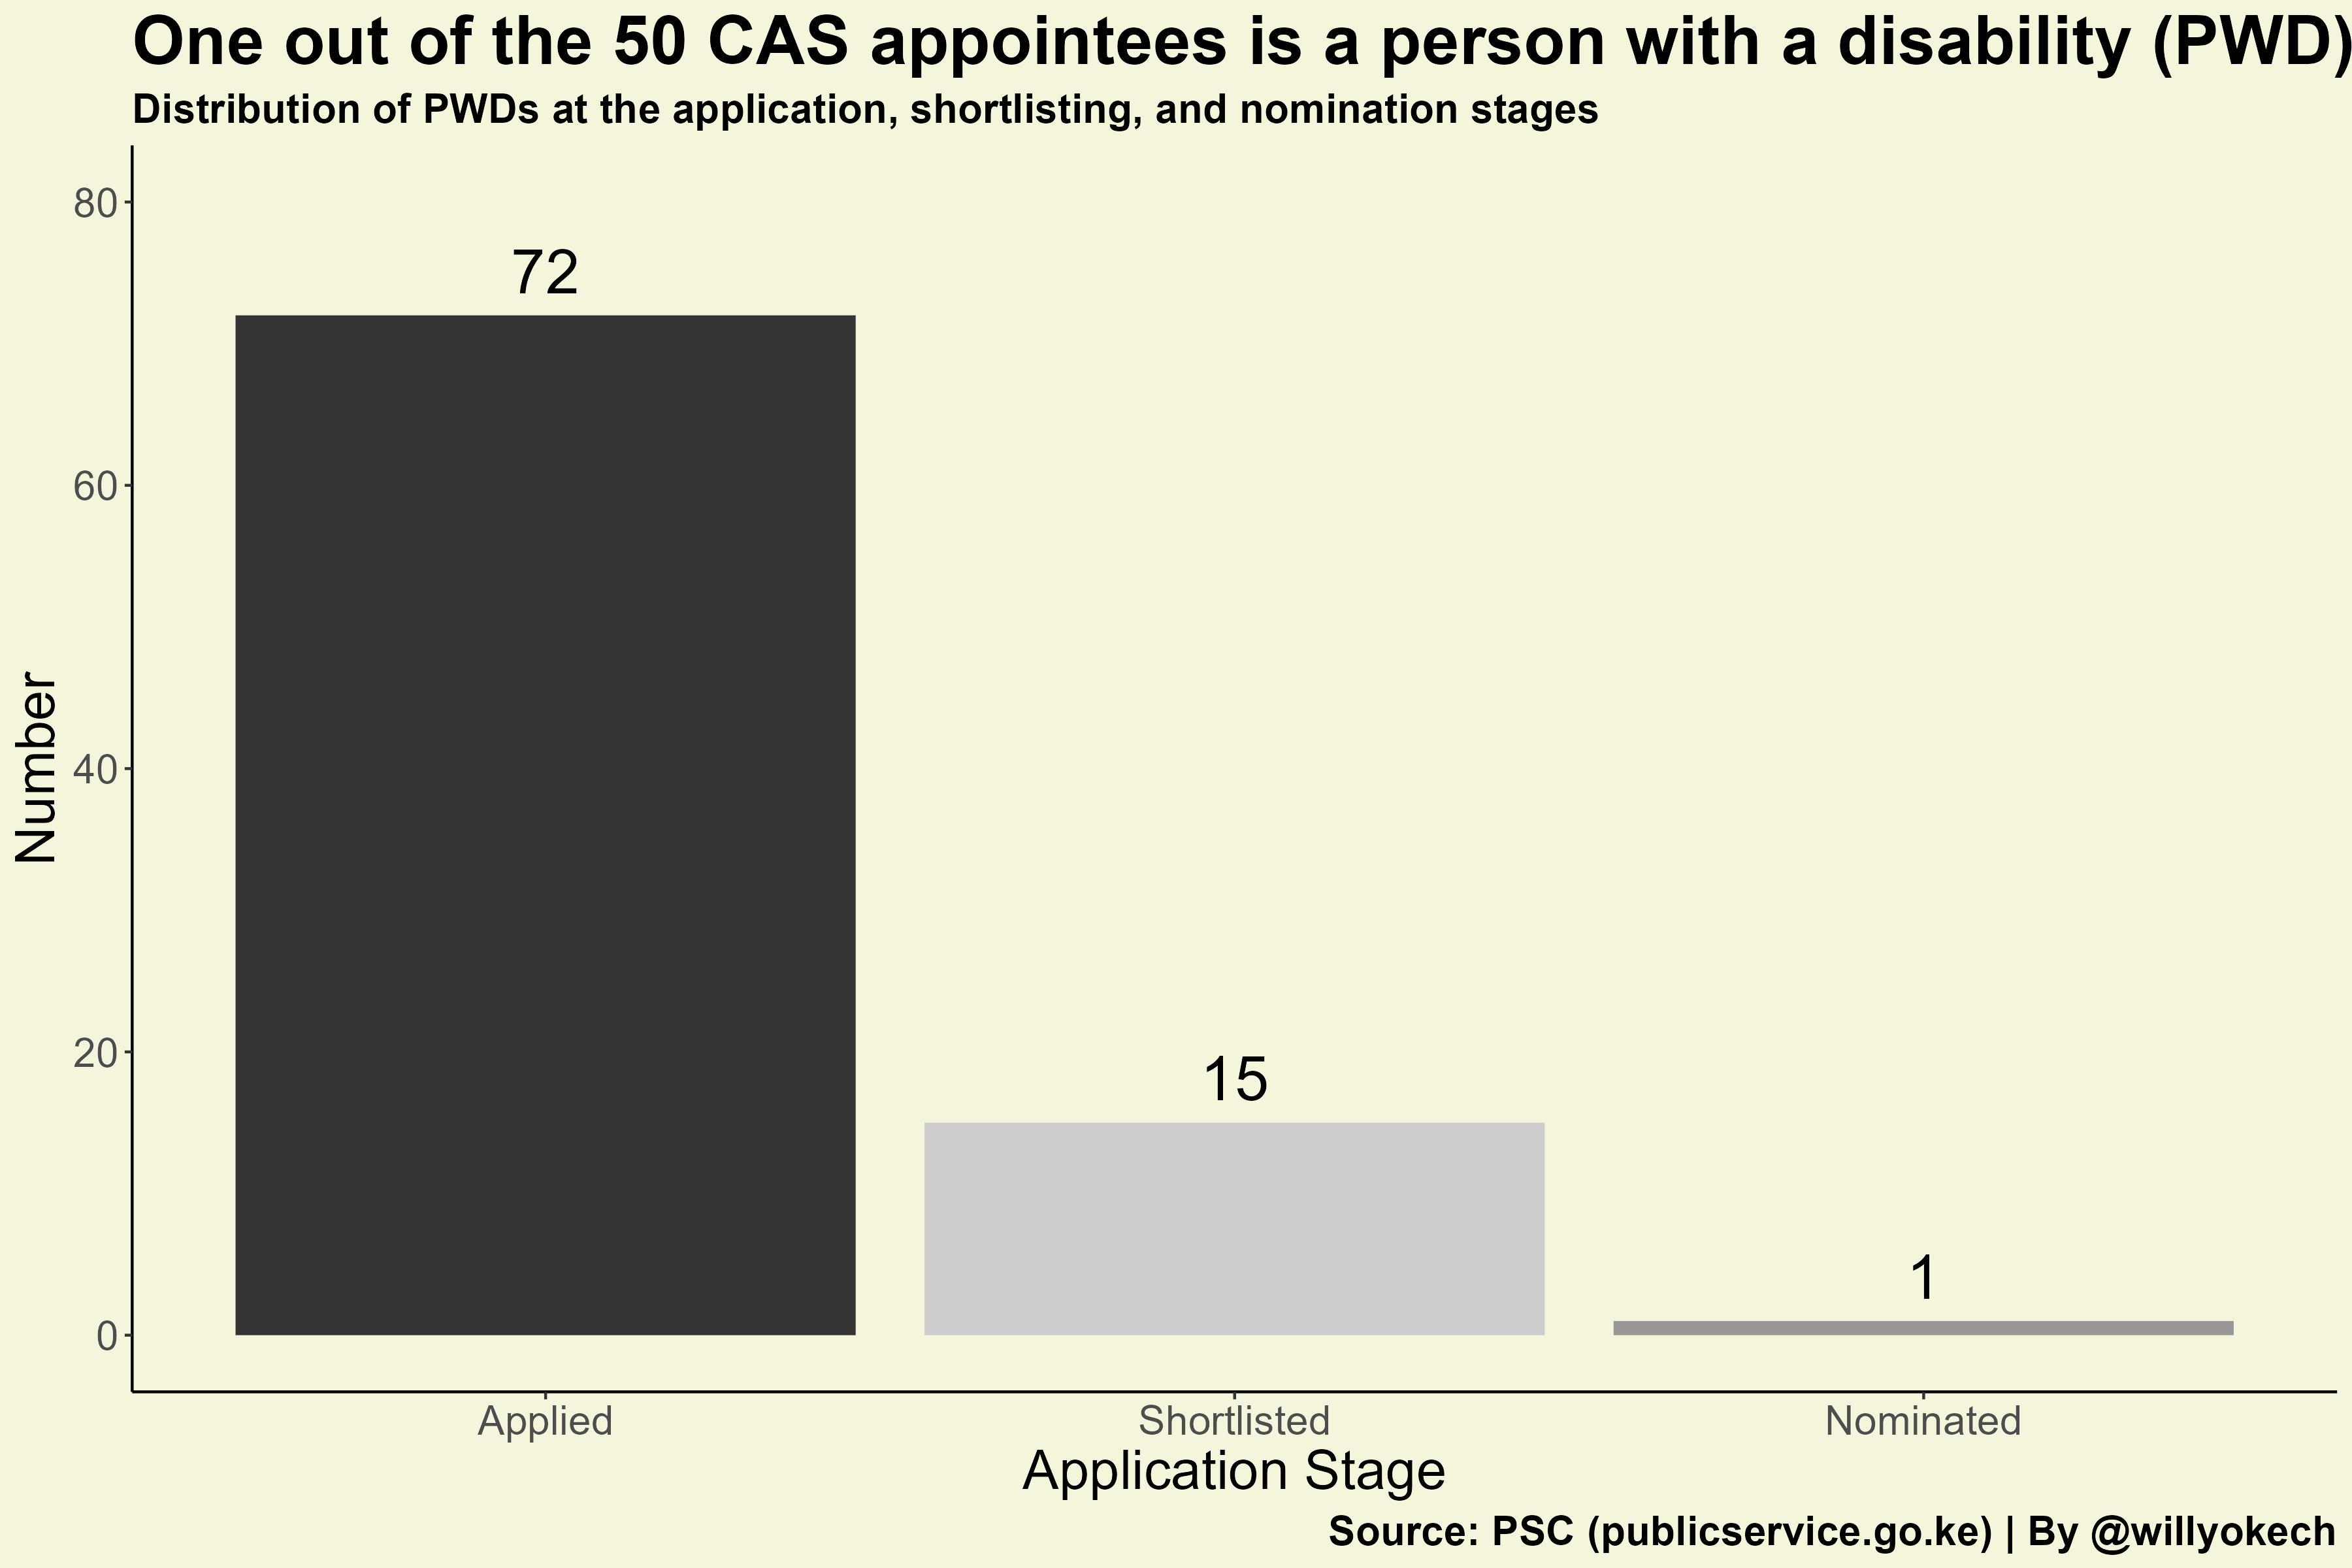 One out of the 50 CAS appointees is a person with a disability (PWD)
Distribution of PWDs at the application, shortlisting, and nomination stages
80
72
60
Number
40
20
15
1
0
Applied
Shortlisted
Nominated
Application Stage
Source: PSC (publicservice.go.ke) | By @willyokech